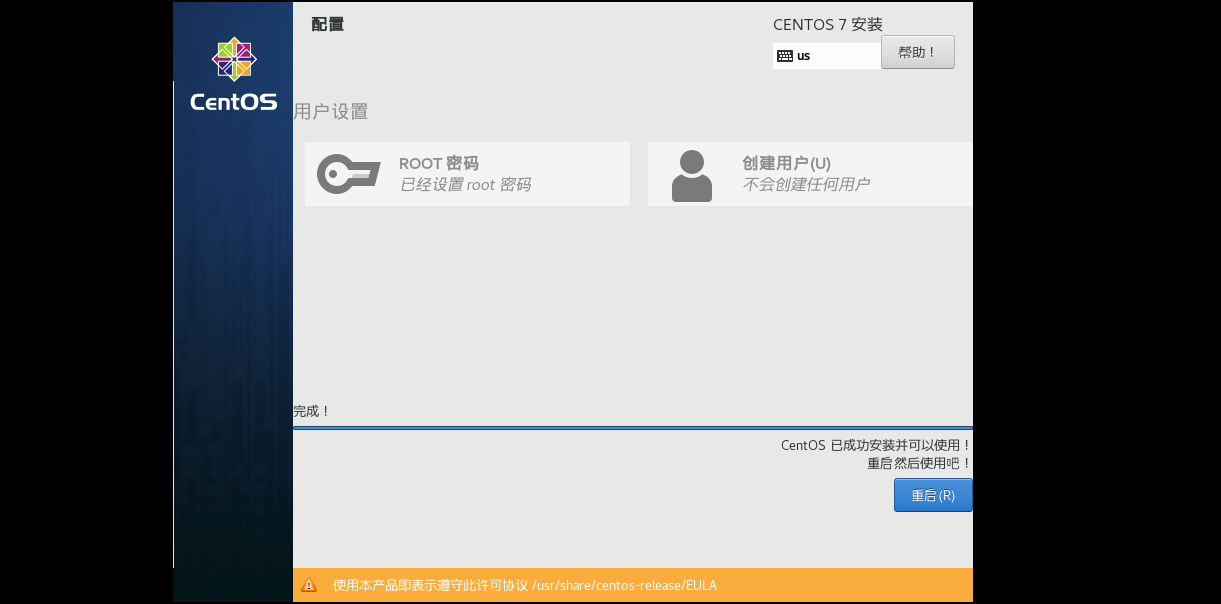 配置
CENTOS 7 安装
us
帮助！
CentOS
用户设置
ROOT 密码
已经设置 root 密码
创建用户(U)
不会创建任何用户
完成！
CentOS 已成功安装并可以使用！
重启然后使用吧！
重启(R)
使用本产品即表示遵守此许可协议 /usr/share/centos-release/EULA